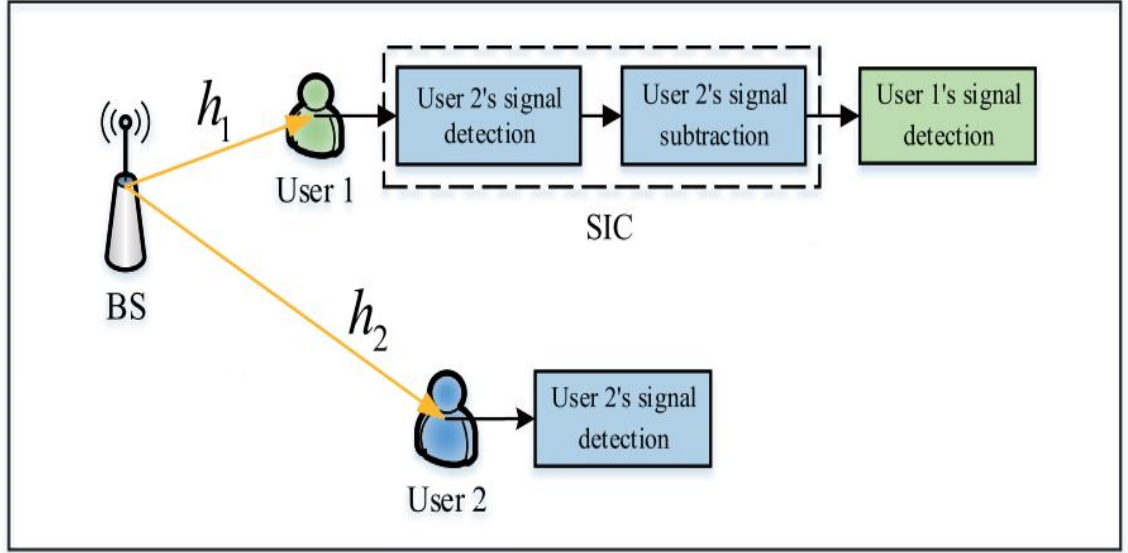 h1
User 1
User 2's signal
detection
User 2's signal
subtraction
User 1's signal
detection
SIC
BS
h2
User 2
User 2's signal
detection